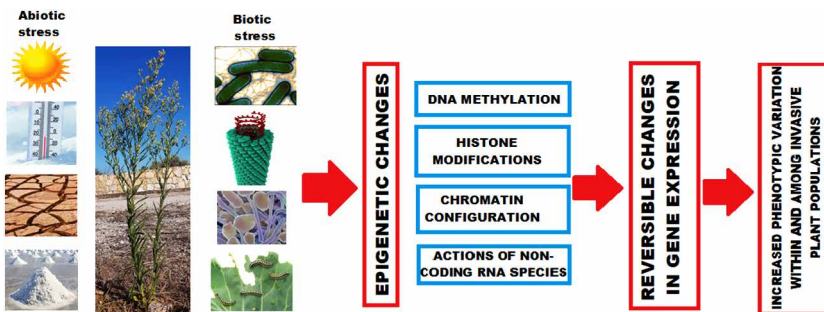 Abiotic
stress
Biotic
stress
EPIGENETIC CHANGES
DNA METHYLATION
HISTONE
MODIFICATIONS
CHROMATIN
CONFIGURATION
ACTIONS OF NON-
CODING RNA SPECIES
REVERSIBLE CHANGES
IN GENE EXPRESSION
INCREASED PHENOTYPIC VARIATION
WITHIN AND AMONG INVASIVE
PLANT POPULATIONS